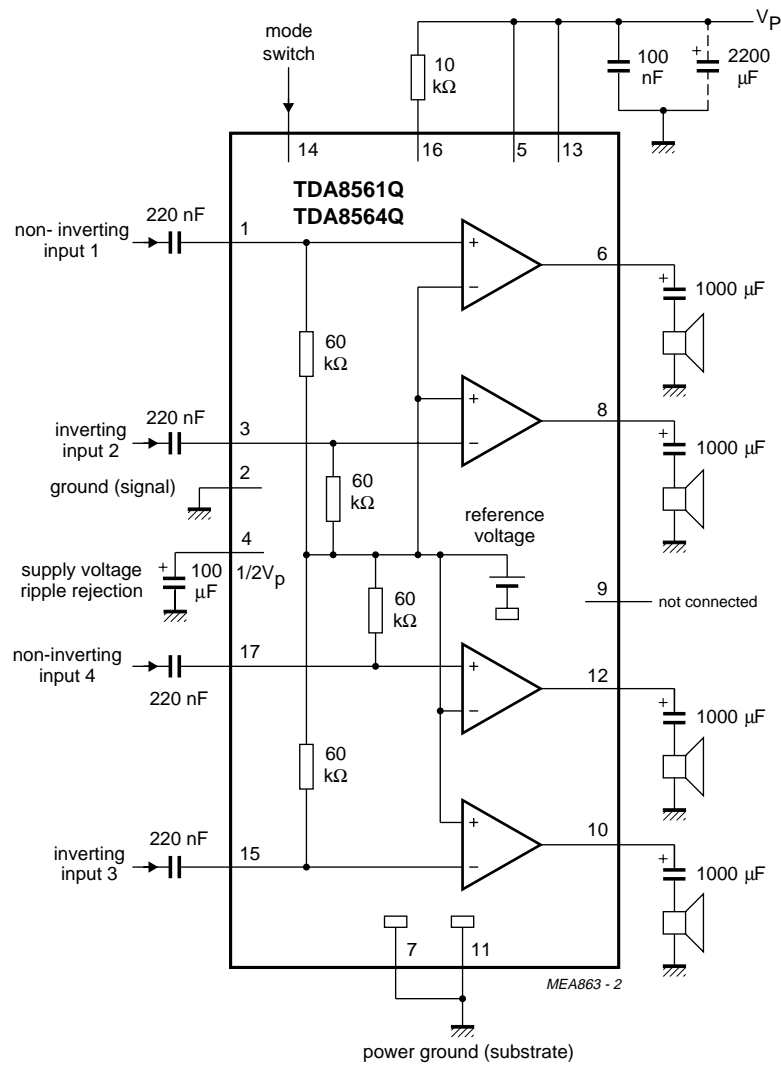 mode
switch
V_P
10
kΩ
100
nF
+ 2200
μF
14
16
5
13
TDA8561Q
TDA8564Q
non- inverting
input 1
220 nF
1
+
−
6
+
1000 μF
60
kΩ
inverting
input 2
220 nF
3
+
−
8
+
1000 μF
2
ground (signal)
60
kΩ
reference
voltage
4
supply voltage
ripple rejection
+ 100
μF
1/2V_p
9
not connected
60
kΩ
non-inverting
input 4
220 nF
17
+
−
12
+
1000 μF
60
kΩ
inverting
input 3
220 nF
15
+
−
10
+
1000 μF
7
11
MEA863 - 2
power ground (substrate)